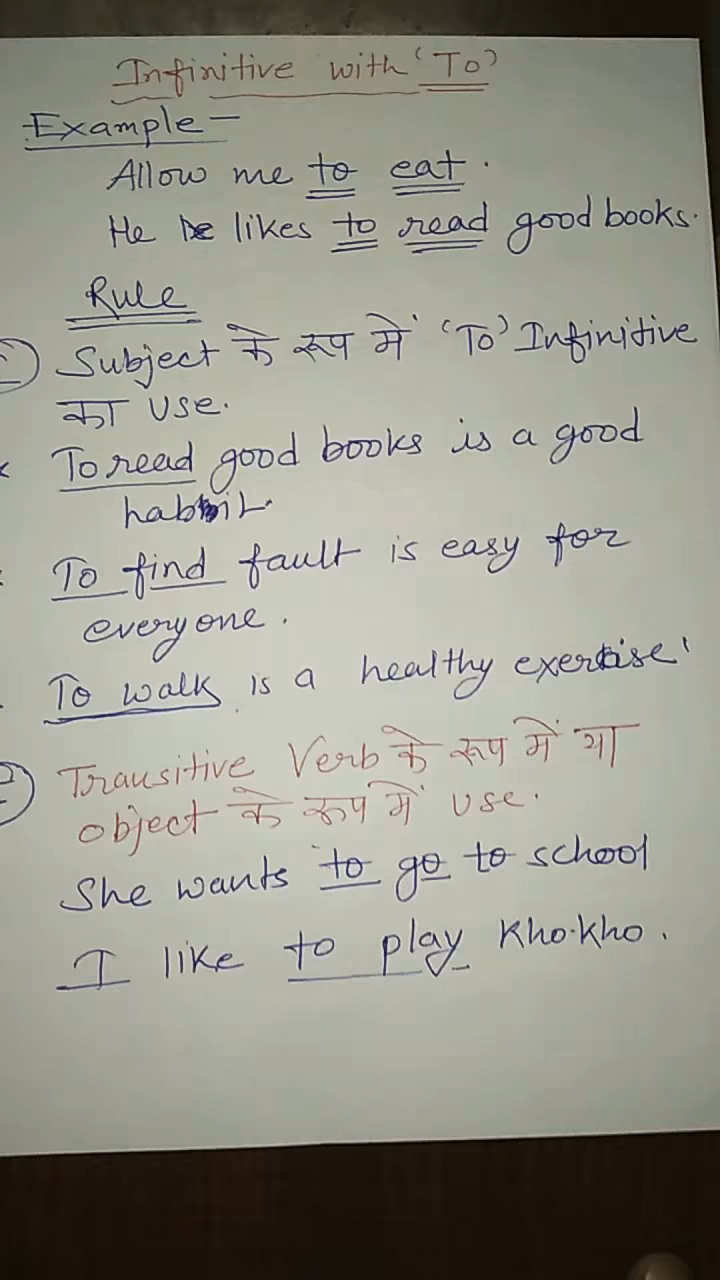 Infinitive with 'To'
Example -
Allow me to eat.
He likes to read good books.
Rule
Subject के रूप में 'To' Infinitive
का use.
To read good books is a good
habit.
To find fault is easy for
everyone.
To walk is a healthy exercise'
Transitive Verb के रूप में या
object के रूप में use.
She wants to go to school
I like to play Kho-kho.